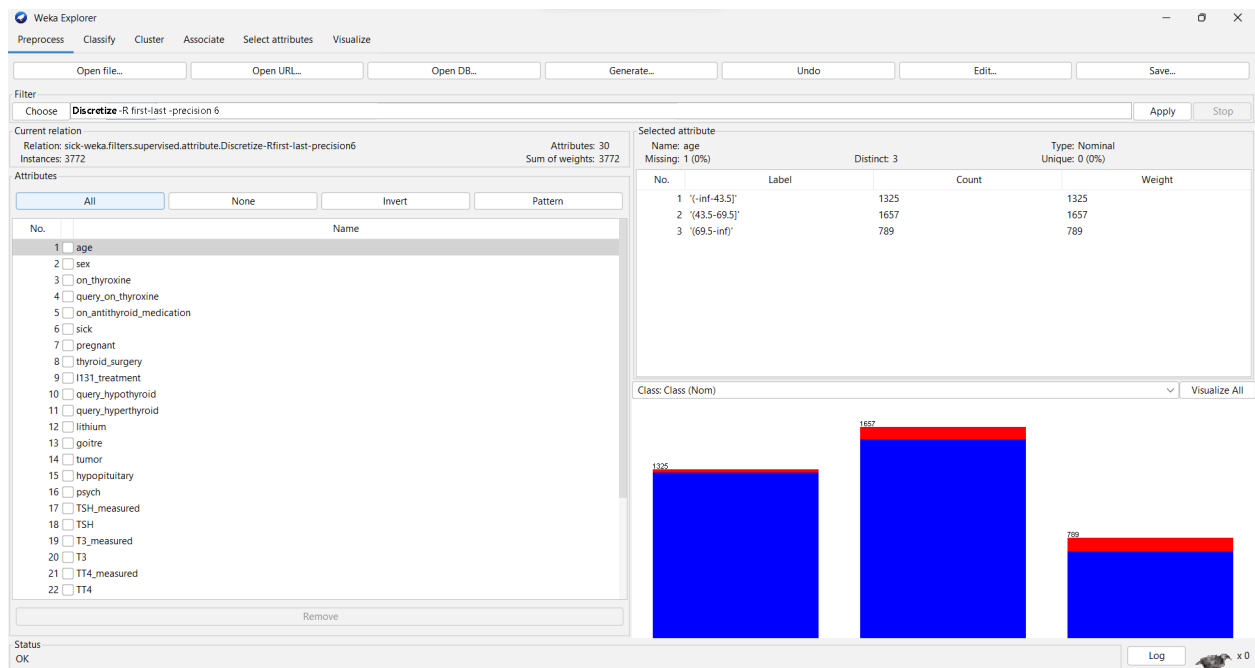 Weka Explorer
Preprocess Classify Cluster Associate Select attributes Visualize
Open file... Open URL... Open DB... Generate... Undo Edit... Save...
Filter
Choose Discretize -R first-last -precision 6 Apply Stop
Current relation
Relation: sick-weka.filters.supervised.attribute.Discretize-Rfirst-last-precision6 Attributes: 30
Instances: 3772 Sum of weights: 3772
Attributes
All None Invert Pattern
No. Name
1 age
2 sex
3 on_thyroxine
4 query_on_thyroxine
5 on_antithyroid_medication
6 sick
7 pregnant
8 thyroid_surgery
9 I131_treatment
10 query_hypothyroid
11 query_hyperthyroid
12 lithium
13 goitre
14 tumor
15 hypopituitary
16 psych
17 TSH_measured
18 TSH
19 T3_measured
20 T3
21 TT4_measured
22 TT4
Remove
Selected attribute
Name: age Type: Nominal
Missing: 1 (0%) Distinct: 3 Unique: 0 (0%)
No. Label Count Weight
1 '(-inf-43.5]' 1325 1325
2 '(43.5-69.5]' 1657 1657
3 '(69.5-inf)' 789 789
Class: Class (Nom) Visualize All
1325
1657
789
Status
OK
Log x 0